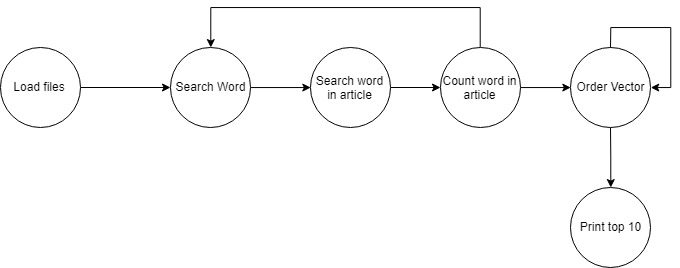 Load files
Search Word
Search word
in article
Count word in
article
Order Vector
Print top 10